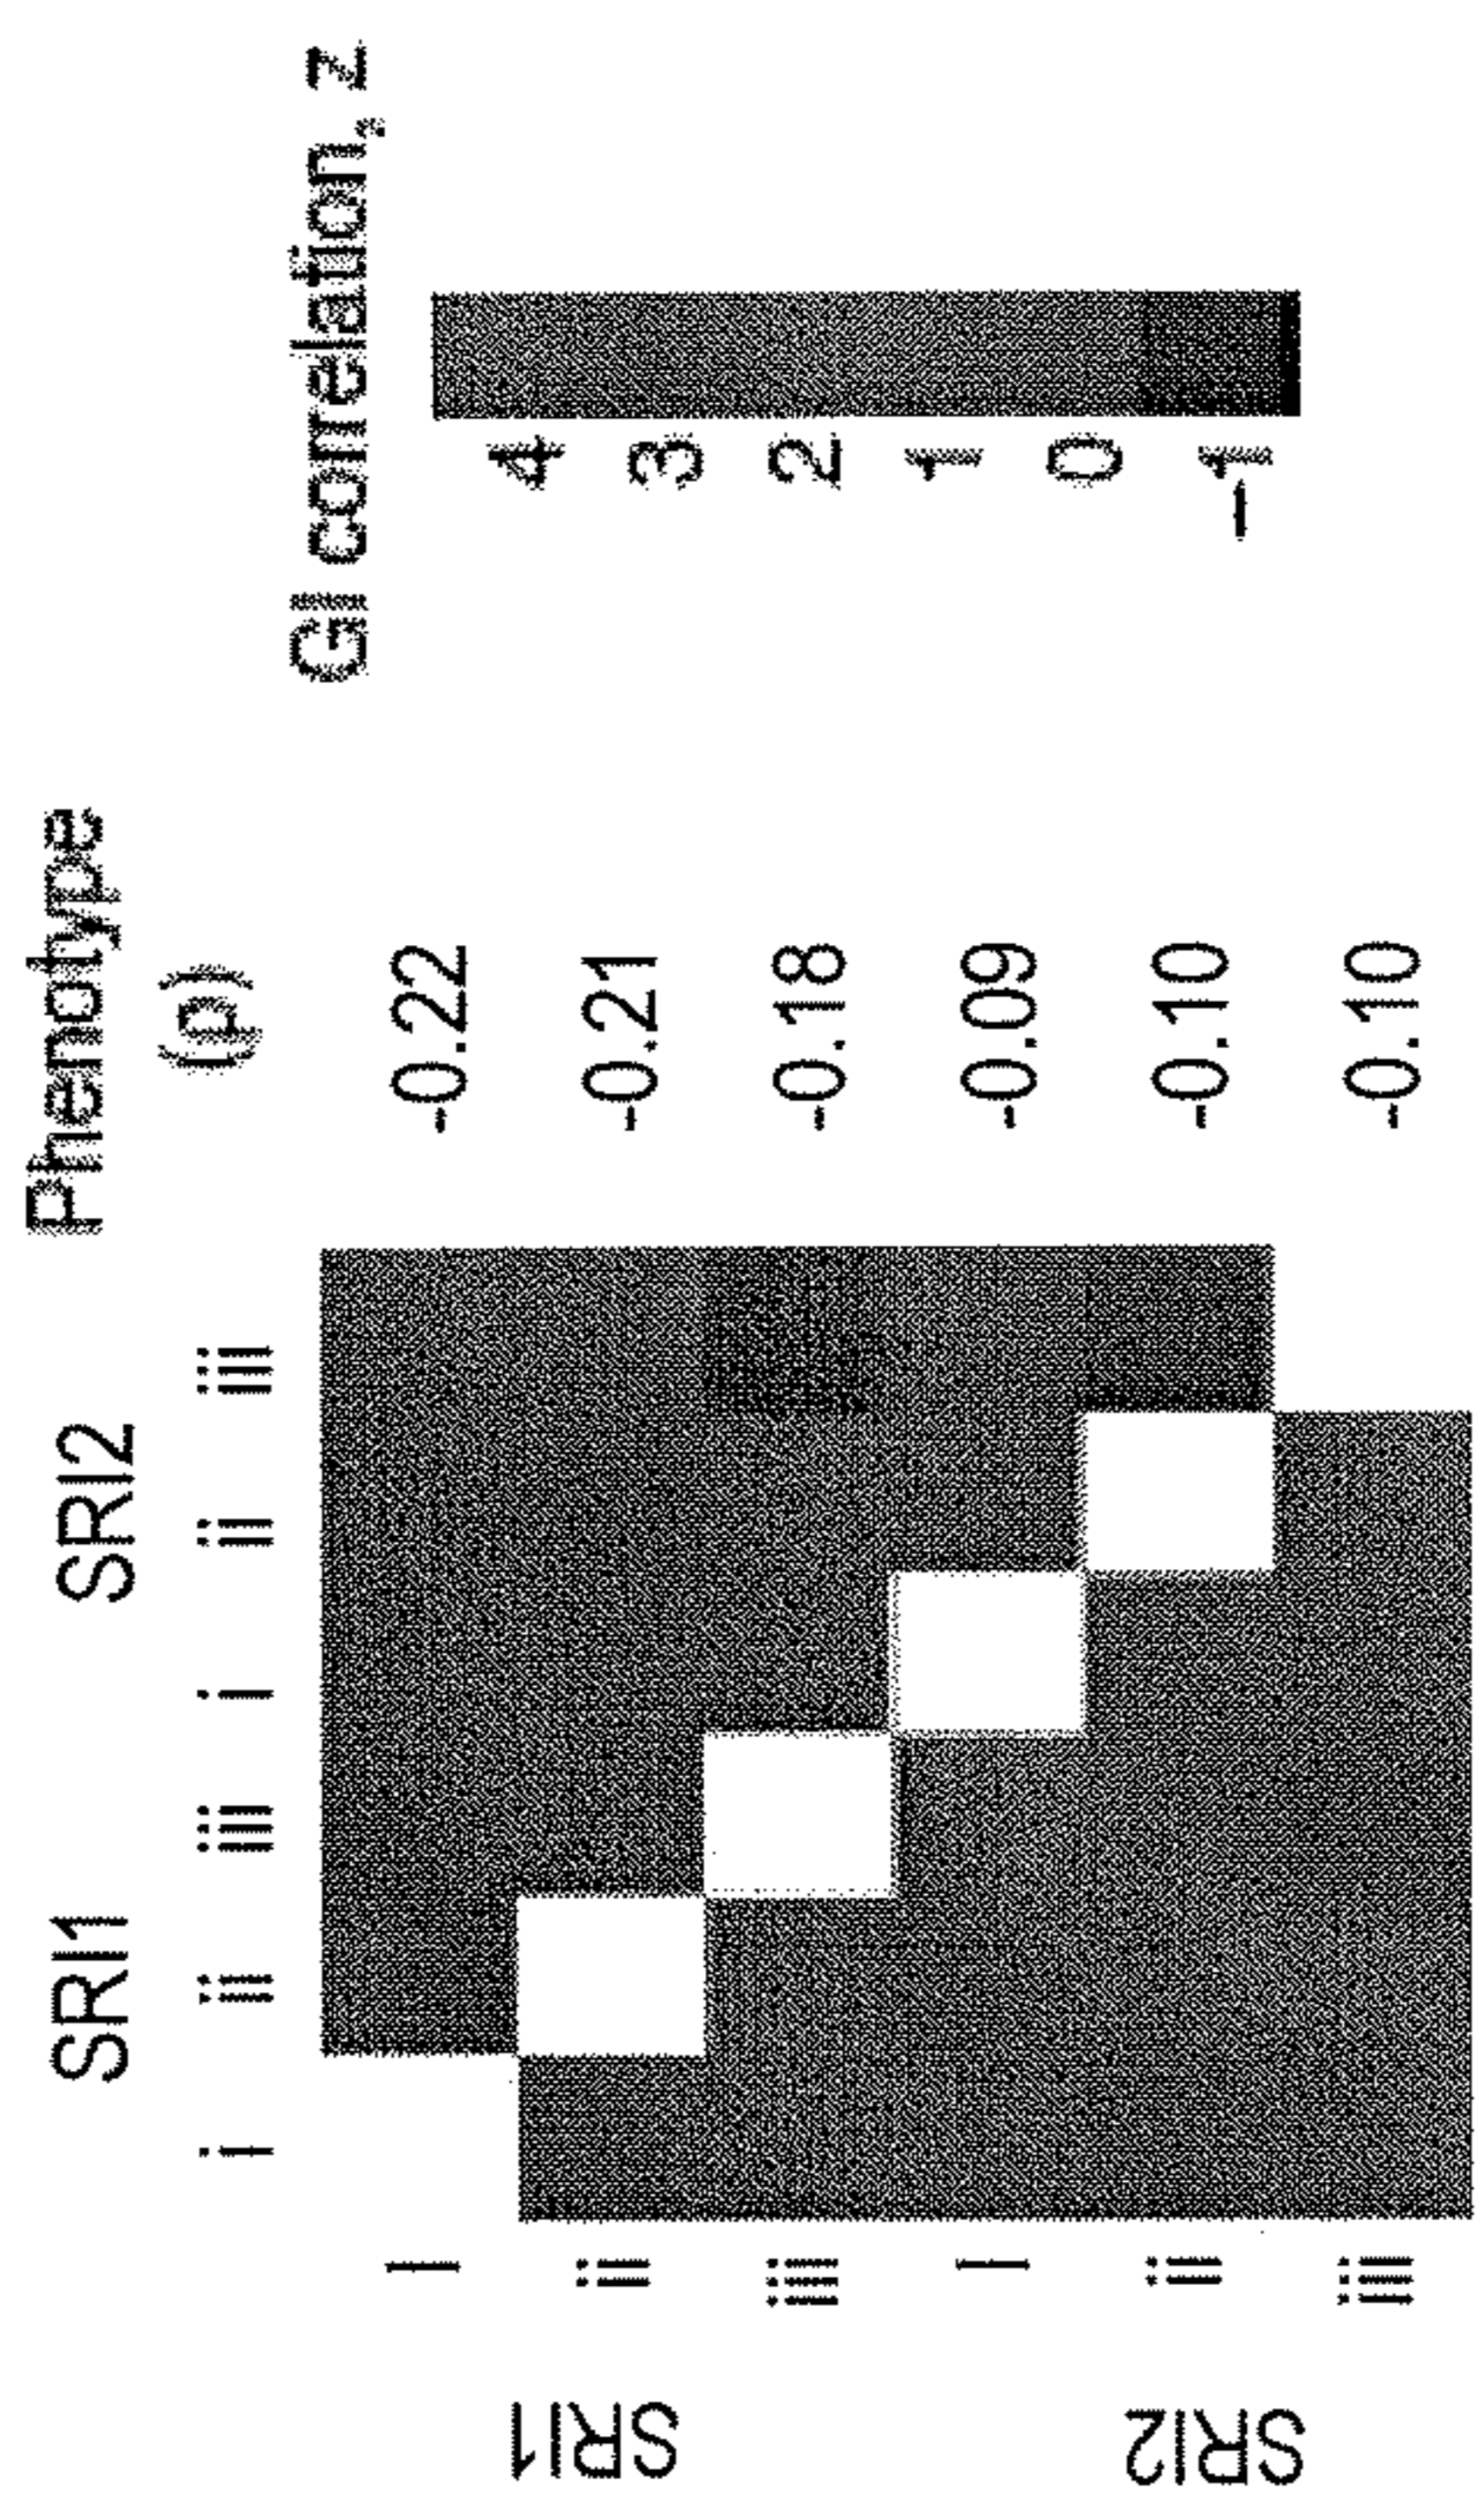 SRI1 SRI2 Phenotype
i ii iii i ii iii (ρ)
SRI1
i -0.22
ii -0.21
iii -0.18
SRI2
i -0.09
ii -0.10
iii -0.10
GI correlation, z
4
3
2
1
0
-1